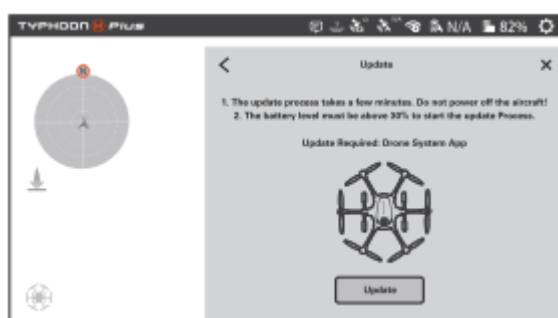 TYPHOON H Plus
N/A 82%
Update
1. The update process takes a few minutes. Do not power off the aircraft!
2. The battery level must be above 30% to start the update Process.
Update Required: Drone System App
Update